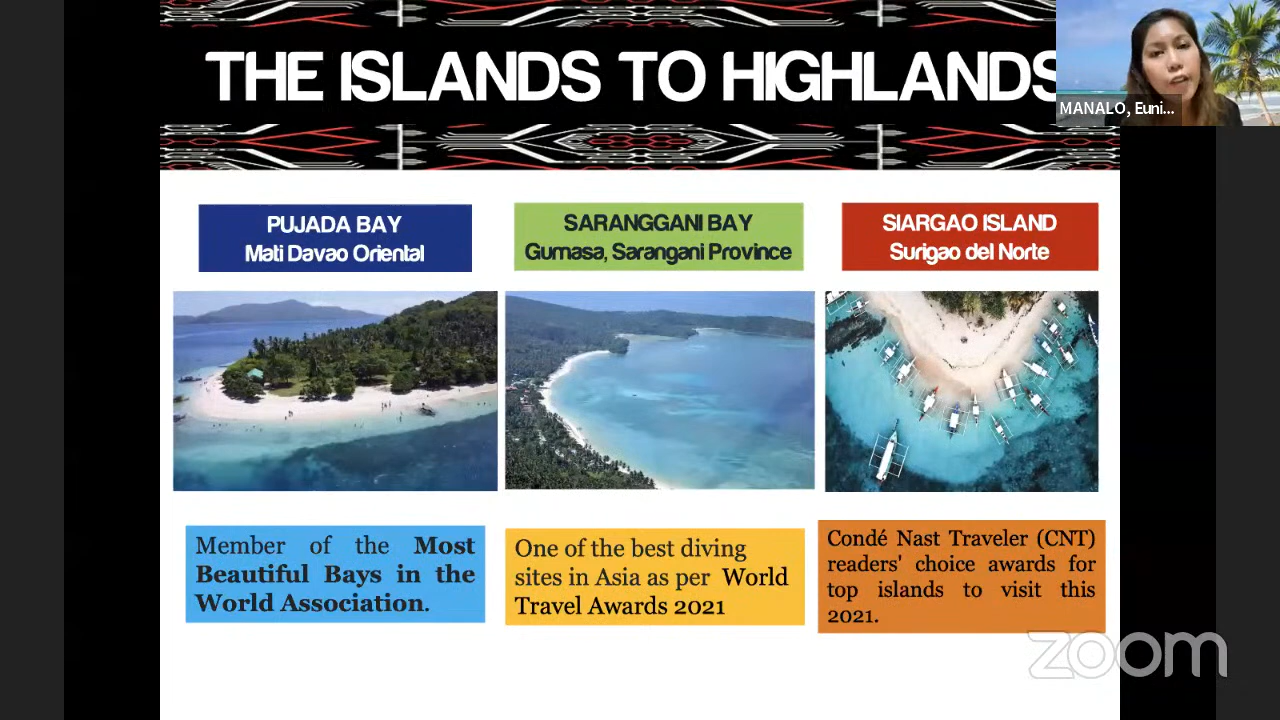 THE ISLANDS TO HIGHLANDS
MANALO, Euni...
PUJADA BAY
Mati Davao Oriental
SARANGGANI BAY
Gumasa, Sarangani Province
SIARGAO ISLAND
Surigao del Norte
Member of the Most
Beautiful Bays in the
World Association.
One of the best diving
sites in Asia as per World
Travel Awards 2021
Condé Nast Traveler (CNT)
readers' choice awards for
top islands to visit this
2021.
zoom